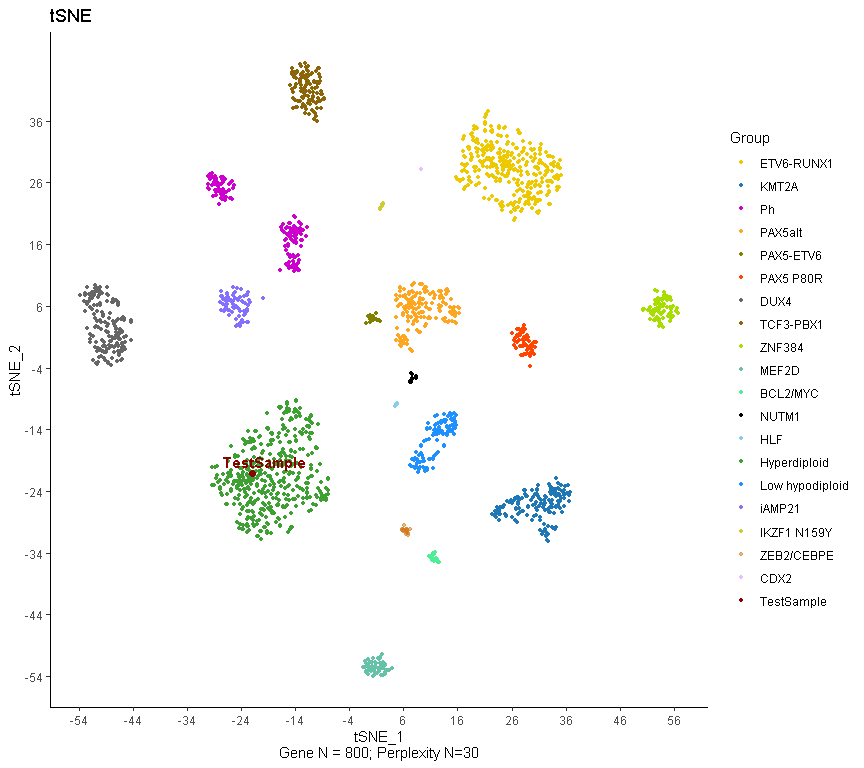 tSNE
36
26
16
6
-4
-14
-24
-34
-44
-54
tSNE_2
TestSample
-54
-44
-34
-24
-14
-4
6
16
26
36
46
56
tSNE_1
Gene N = 800; Perplexity N=30
Group
ETV6-RUNX1
KMT2A
Ph
PAX5alt
PAX5-ETV6
PAX5 P80R
DUX4
TCF3-PBX1
ZNF384
MEF2D
BCL2/MYC
NUTM1
HLF
Hyperdiploid
Low hypodiploid
iAMP21
IKZF1 N159Y
ZEB2/CEBPE
CDX2
TestSample